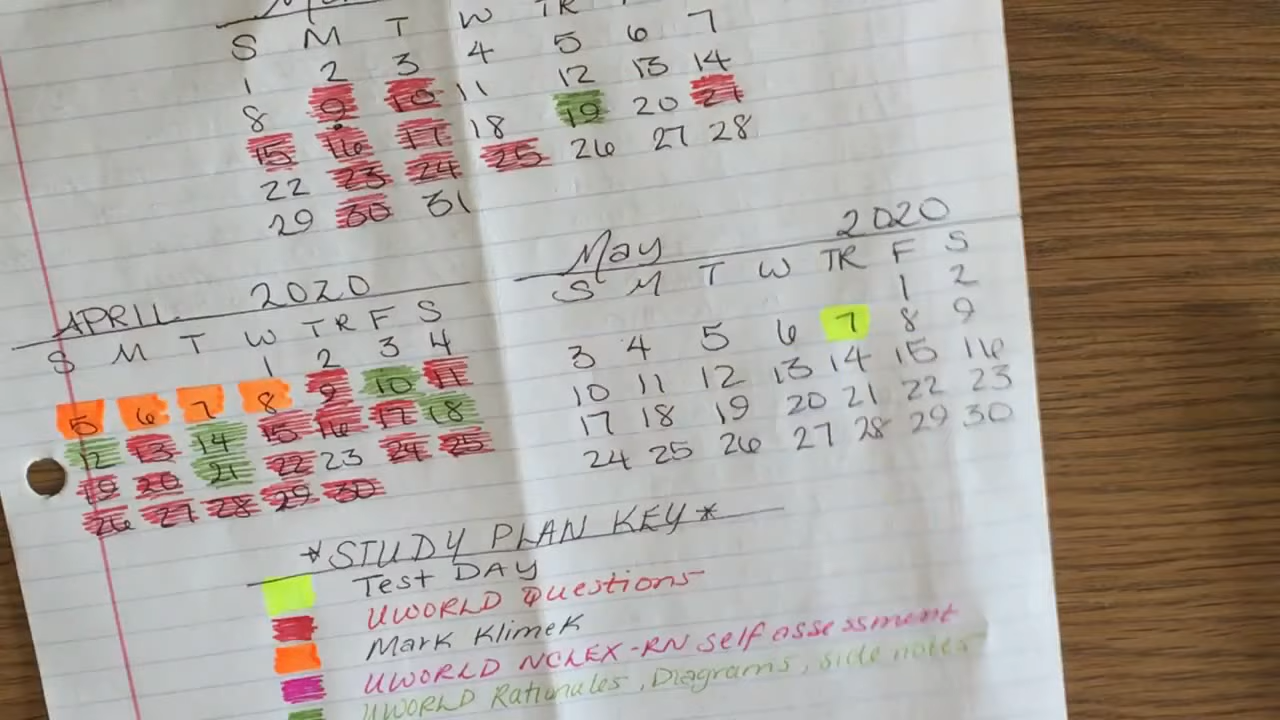 W TR
S M T 4 5 6 7
1 2 3 11 12 13 14
8 9 10 18 19 20 21
15 16 17 25 26 27 28
22 23 24
29 30 31
APRIL 2020
S M T W TR F S
1 2 3 4
5 6 7 8 9 10 11
12 13 14 15 16 17 18
19 20 21 22 23 24 25
26 27 28 29 30
May 2020
S M T W TR F S
1 2
3 4 5 6 7 8 9
10 11 12 13 14 15 16
17 18 19 20 21 22 23
24 25 26 27 28 29 30
*STUDY PLAN KEY*
Test DAY
UWORLD Questions
Mark Klimek
UWORLD NCLEX-RN self assessment
UWORLD Rationales, Diagrams, side notes